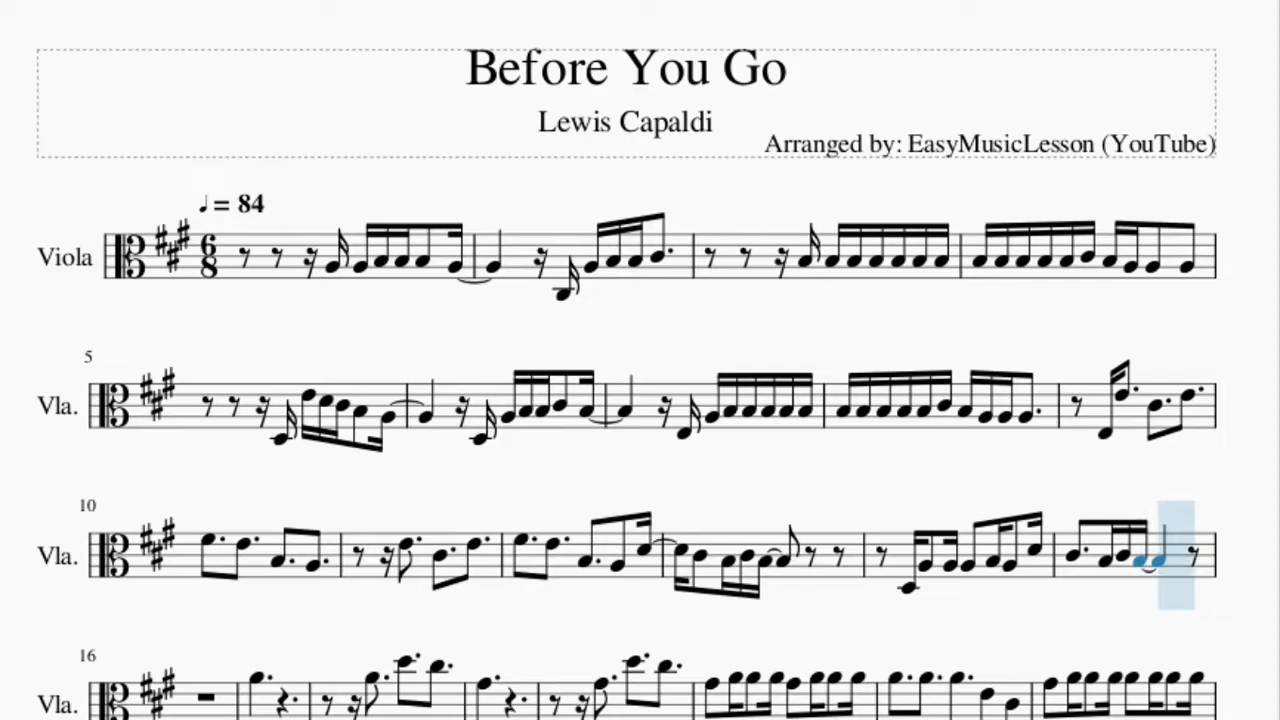 Before You Go
Lewis Capaldi
Arranged by: EasyMusicLesson (YouTube)
♩ = 84
Viola
6
8
5
Vla.
10
Vla.
16
Vla.